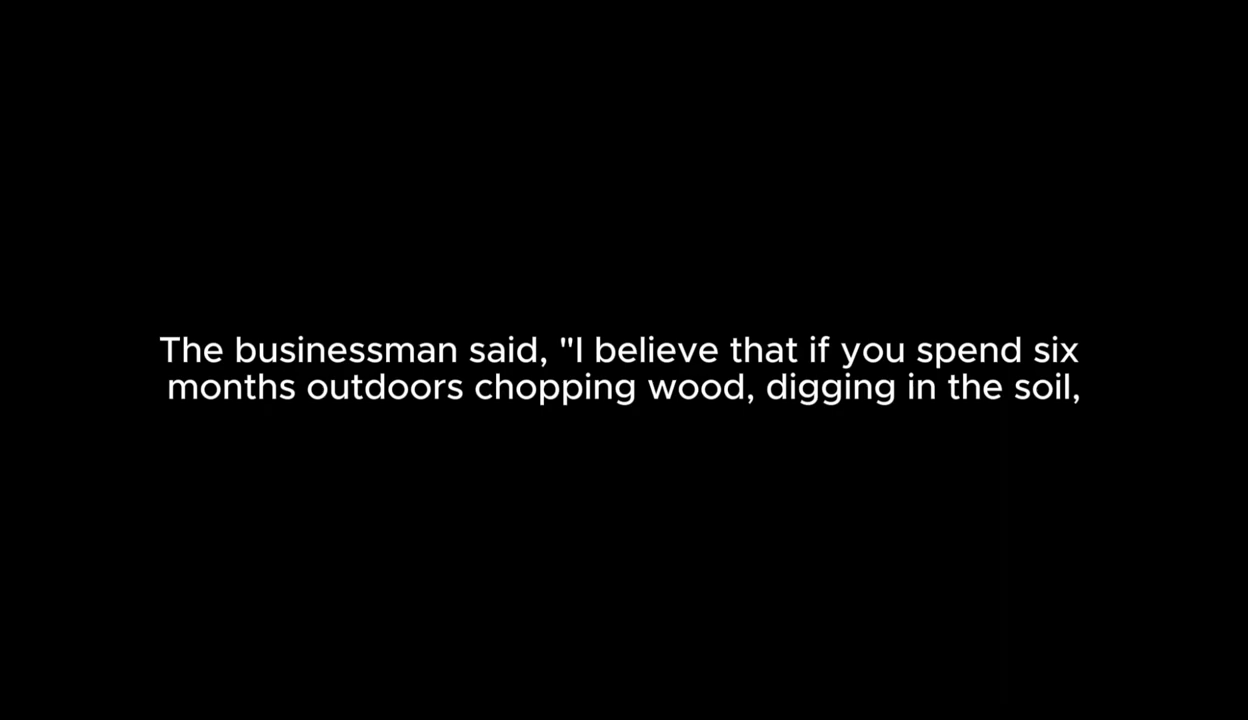 The businessman said, "I believe that if you spend six
months outdoors chopping wood, digging in the soil,